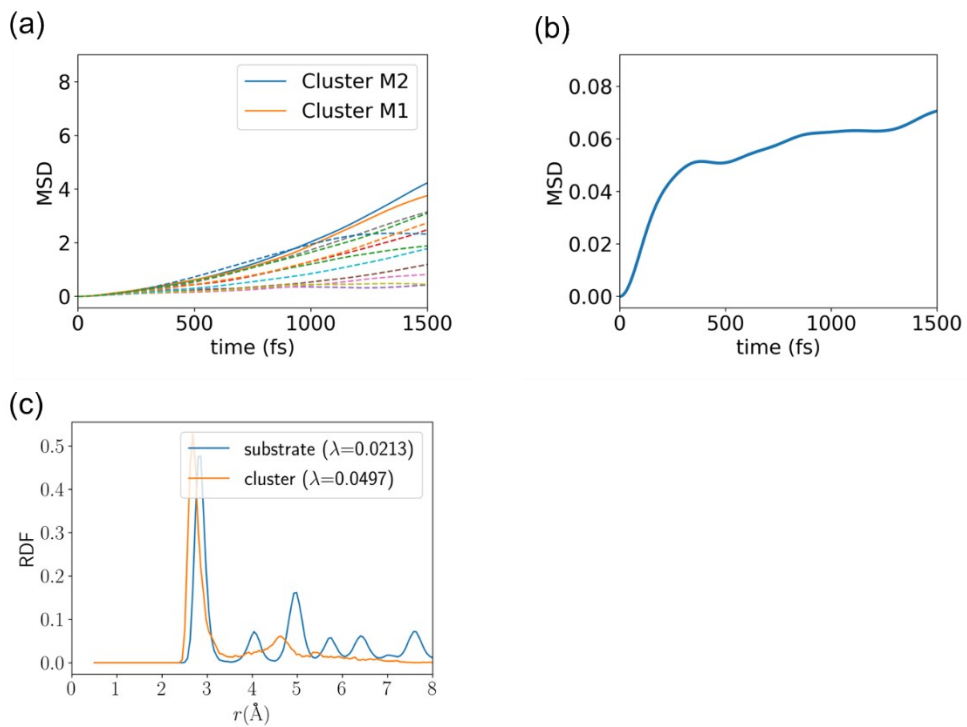 (a)
8
6
4
2
0
MSD
Cluster M2
Cluster M1
0 500 1000 1500
time (fs)
(b)
0.08
0.06
0.04
0.02
0.00
MSD
0 500 1000 1500
time (fs)
(c)
0.5
0.4
0.3
0.2
0.1
0.0
RDF
substrate (λ=0.0213)
cluster (λ=0.0497)
0 1 2 3 4 5 6 7 8
r(Å)